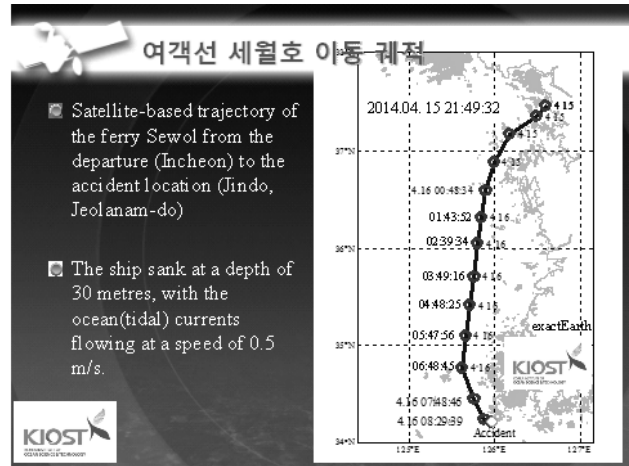 여객선 세월호 이동 궤적
Satellite-based trajectory of
the ferry Sewol from the
departure (Incheon) to the
accident location (Jindo,
Jeolanam-do)
The ship sank at a depth of
30 metres, with the
ocean(tidal) currents
flowing at a speed of 0.5
m/s.
KIOST
2014.04. 15 21:49:32
4 15
4 15
4 15
37°N
4 15
4.16 00:48:34
4 16
01:43:52
4 16
02:39:34
4 16
36°N
03:49:16
4 16
04:48:25
4 16
exactEarth
05:47:56
4 16
35°N
06:48:45
4 16
KIOST
4.16 07:48:46
4.16 08:29:39
Accident
34°N
125°E
126°E
127°E